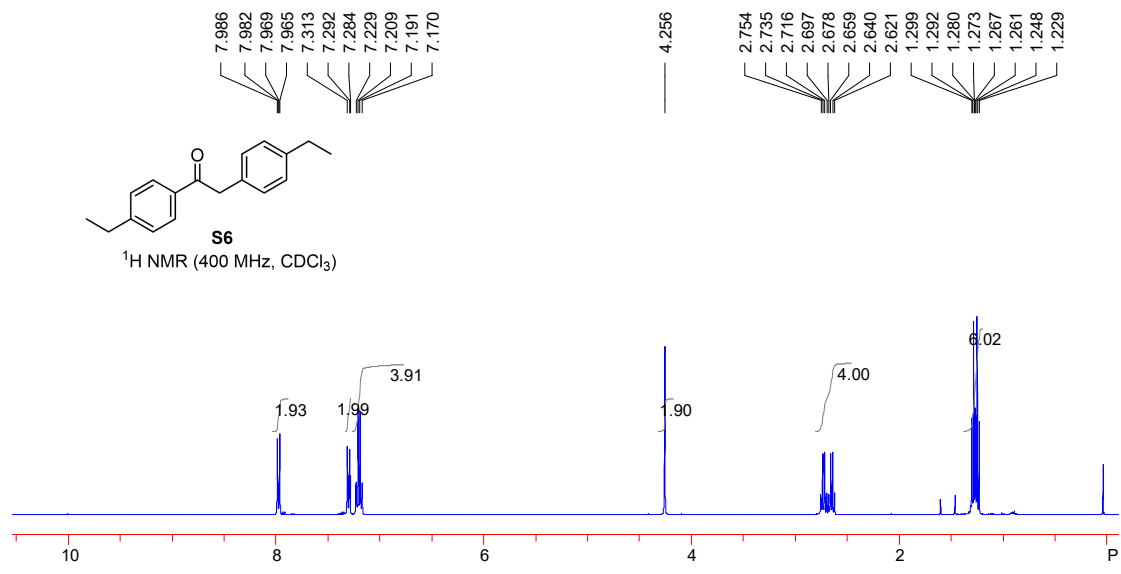 7.986 7.982 7.969 7.965 7.313 7.292 7.284 7.229 7.209 7.191 7.170 4.256 2.754 2.735 2.716 2.697 2.678 2.659 2.640 2.621 1.299 1.292 1.280 1.273 1.267 1.261 1.248 1.229
O
S6
¹H NMR (400 MHz, CDCl₃)
6.02
3.91 4.00
1.93 1.99 1.90
10 8 6 4 2 P